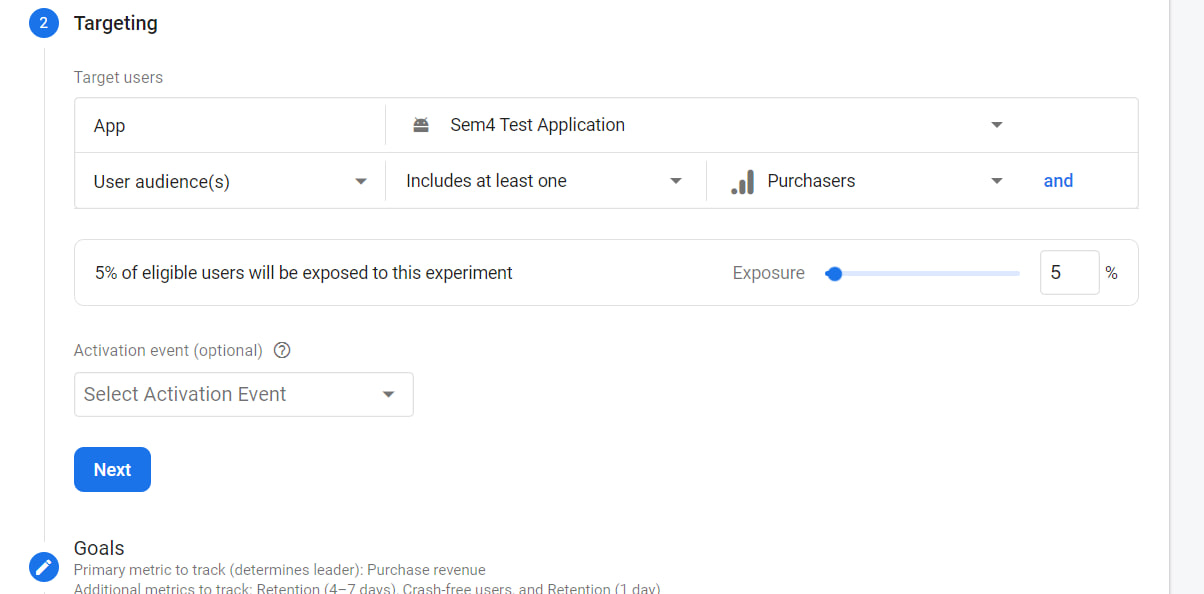 2 Targeting
Target users
App Sem4 Test Application
User audience(s) Includes at least one Purchasers and
5% of eligible users will be exposed to this experiment Exposure 5 %
Activation event (optional) ?
Select Activation Event
Next
Goals
Primary metric to track (determines leader): Purchase revenue
Additional metrics to track: Retention (4–7 days), Crash-free users, and Retention (1 day)